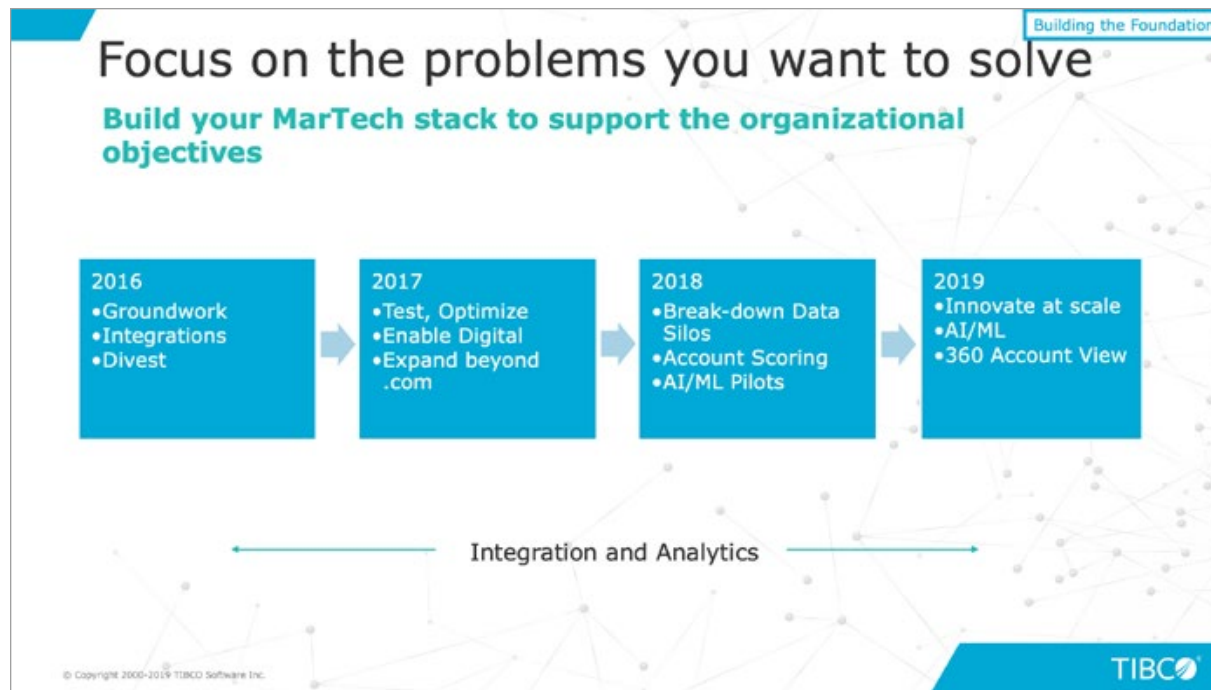 Building the Foundation
Focus on the problems you want to solve
Build your MarTech stack to support the organizational
objectives
2016
•Groundwork
•Integrations
•Divest
2017
•Test, Optimize
•Enable Digital
•Expand beyond
.com
2018
•Break-down Data
Silos
•Account Scoring
•AI/ML Pilots
2019
•Innovate at scale
•AI/ML
•360 Account View
Integration and Analytics
© Copyright 2000-2019 TIBCO Software Inc.
TIBCO